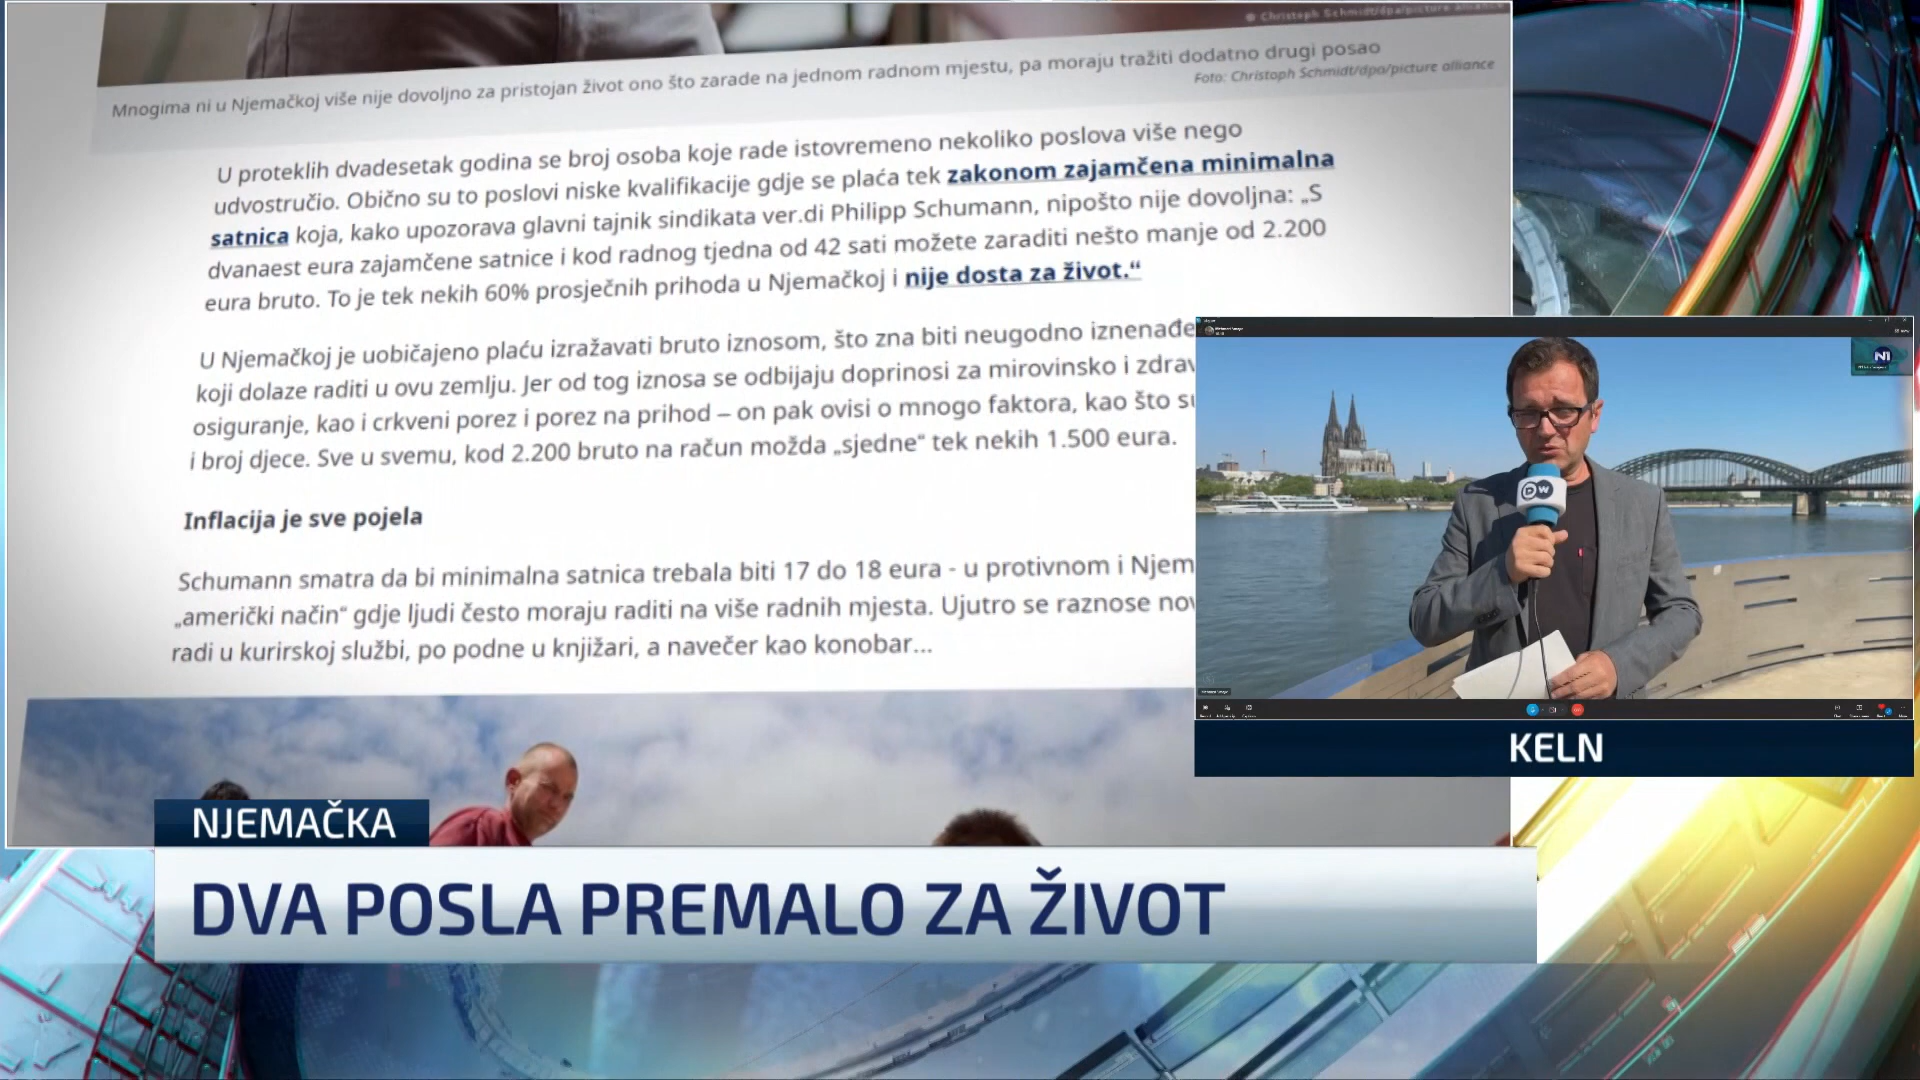 © Christoph Schmidt/dpa/picture alliance
Mnogima ni u Njemačkoj više nije dovoljno za pristojan život ono što zarade na jednom radnom mjestu, pa moraju tražiti dodatno drugi posao
Foto: Christoph Schmidt/dpa/picture alliance
U proteklih dvadesetak godina se broj osoba koje rade istovremeno nekoliko poslova više nego
udvostručio. Obično su to poslovi niske kvalifikacije gdje se plaća tek zakonom zajamčena minimalna
satnica koja, kako upozorava glavni tajnik sindikata ver.di Philipp Schumann, nipošto nije dovoljna: „S
dvanaest eura zajamčene satnice i kod radnog tjedna od 42 sati možete zaraditi nešto manje od 2.200
eura bruto. To je tek nekih 60% prosječnih prihoda u Njemačkoj i nije dosta za život.“
U Njemačkoj je uobičajeno plaću izražavati bruto iznosom, što zna biti neugodno iznenađe
koji dolaze raditi u ovu zemlju. Jer od tog iznosa se odbijaju doprinosi za mirovinsko i zdrav
osiguranje, kao i crkveni porez i porez na prihod – on pak ovisi o mnogo faktora, kao što su
i broj djece. Sve u svemu, kod 2.200 bruto na račun možda „sjedne“ tek nekih 1.500 eura.
Inflacija je sve pojela
Schumann smatra da bi minimalna satnica trebala biti 17 do 18 eura - u protivnom i Njem
„američki način“ gdje ljudi često moraju raditi na više radnih mjesta. Ujutro se raznose nov
radi u kurirskoj službi, po podne u knjižari, a navečer kao konobar...
N1
DW
KELN
NJEMAČKA
DVA POSLA PREMALO ZA ŽIVOT